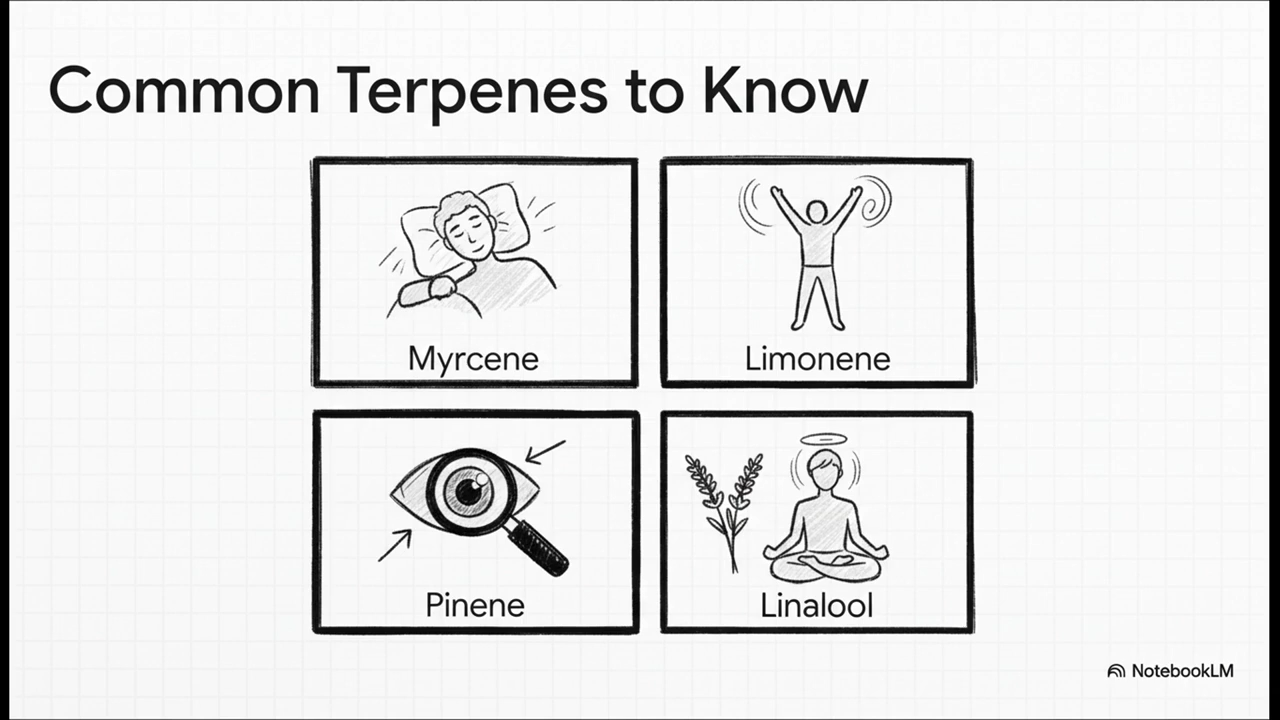 Common Terpenes to Know
Myrcene
Limonene
Pinene
Linalool
NotebookLM